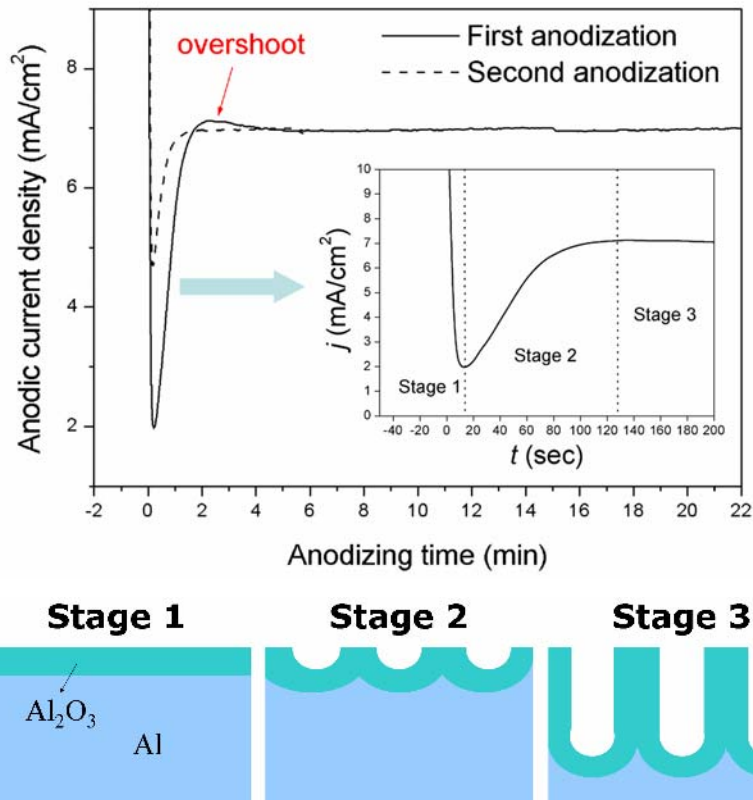 overshoot
First anodization
Second anodization
Anodic current density (mA/cm²)
8
6
4
2
-2 0 2 4 6 8 10 12 14 16 18 20 22
Anodizing time (min)
j (mA/cm²)
10
9
8
7
6
5
4
3
2
1
0
Stage 1
Stage 2
Stage 3
-40 -20 0 20 40 60 80 100 120 140 160 180 200
t (sec)
Stage 1 Stage 2 Stage 3
Al₂O₃
Al